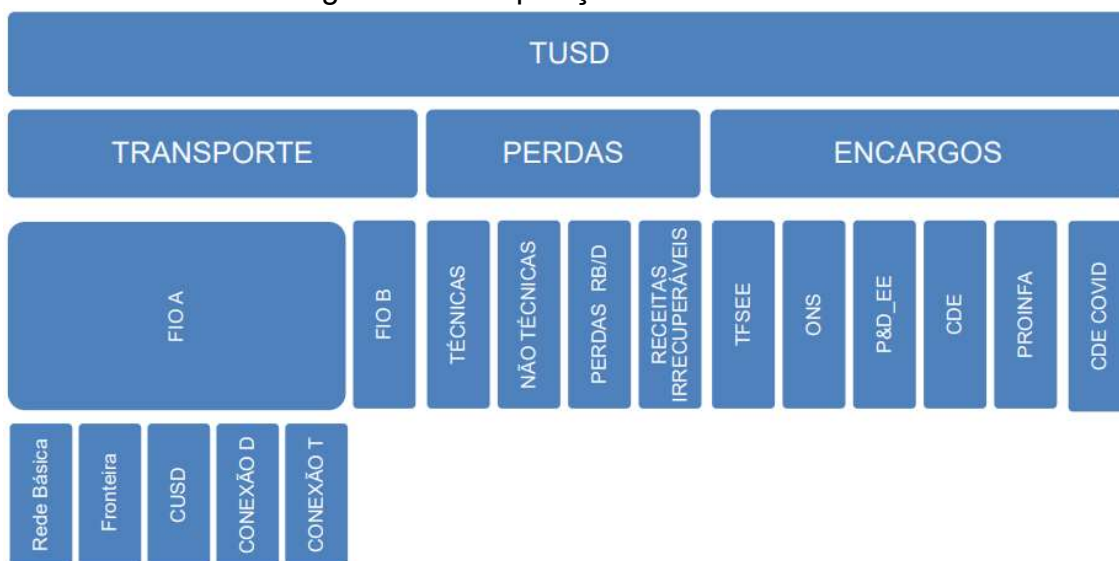 TUSD
TRANSPORTE
PERDAS
ENCARGOS
FIO A
FIO B
TÉCNICAS
NÃO TÉCNICAS
PERDAS RB/D
RECEITAS
IRRECUPERÁVEIS
TFSEE
ONS
P&D_EE
CDE
PROINFA
CDE COVID
Rede Básica
Fronteira
CUSD
CONEXÃO D
CONEXÃO T